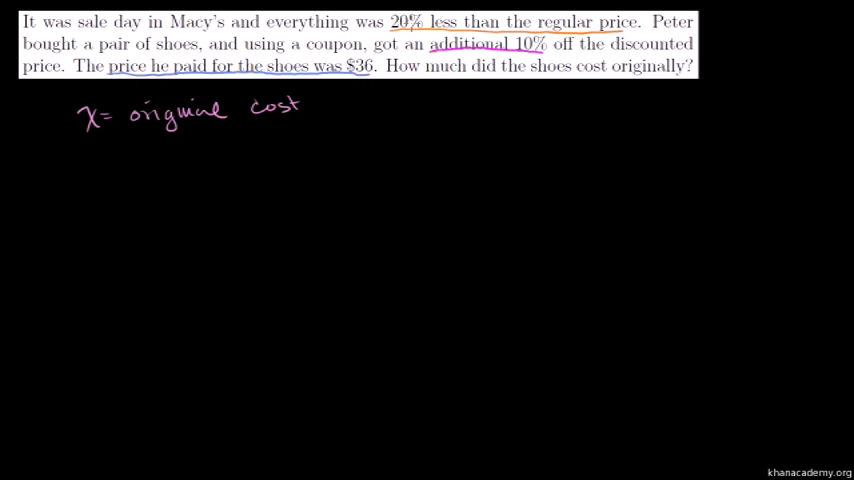 It was sale day in Macy's and everything was 20% less than the regular price. Peter
bought a pair of shoes, and using a coupon, got an additional 10% off the discounted
price. The price he paid for the shoes was $36. How much did the shoes cost originally?
x= original cost
khanacademy.org